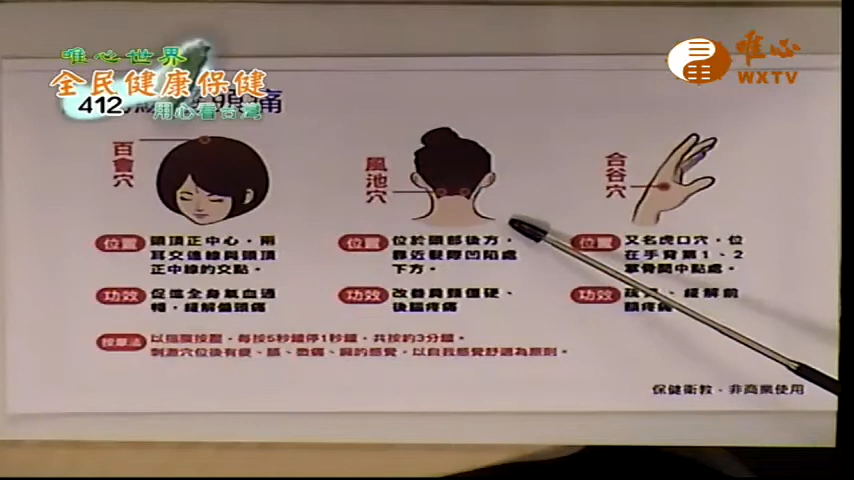 唯心世界
全民健康保健
412
用心看台灣
頭痛
唯心
WXTV
百會穴
風池穴
合谷穴
位置
頭頂正中心，兩
耳交連線與頭頂
正中線的交點。
位置
位於頭部後方，
靠近髮際凹陷處
下方。
位置
又名虎口穴，位
在手背第1、2
掌骨間中點處。
功效
促進全身氣血通
暢，緩解偏頭痛
功效
改善肩頸僵硬、
後腦疼痛
功效
緩解前
額疼痛
按摩法
以指腹按壓，每按5秒鐘停1秒鐘，共按約3分鐘。
刺激穴位後有痠、脹、微痛、麻的感覺，以自我感覺舒適為原則。
保健衛教，非商業使用